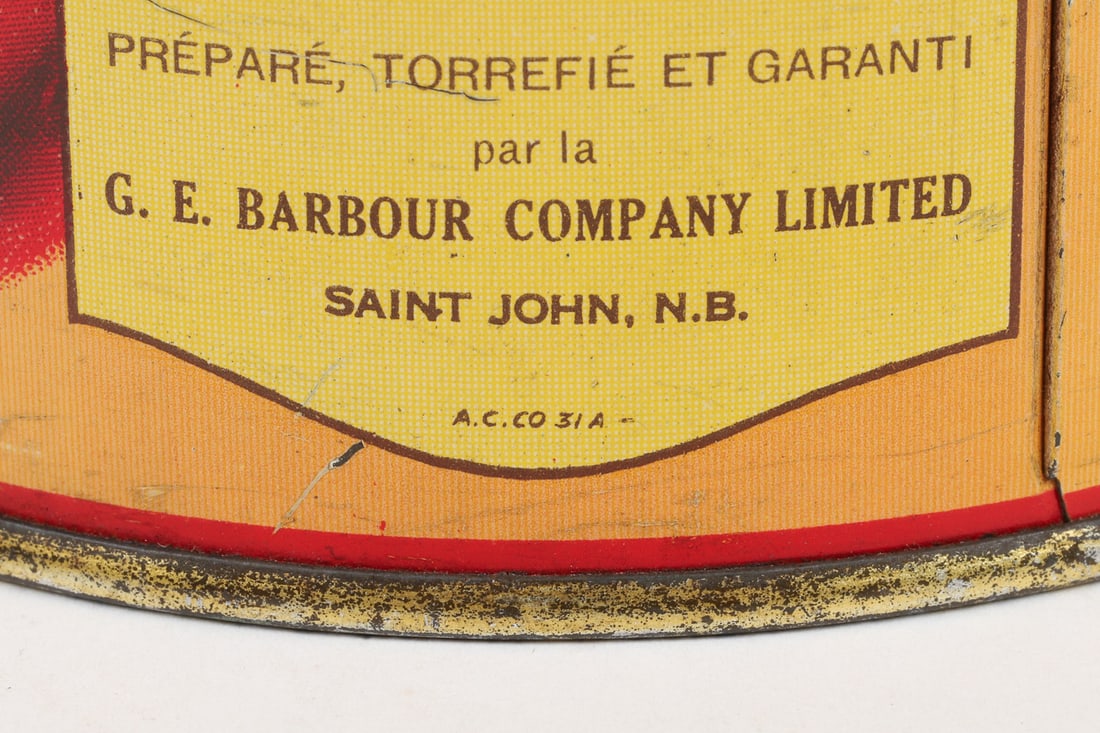 PRÉPARÉ, TORREFIÉ ET GARANTI
par la
G. E. BARBOUR COMPANY LIMITED
SAINT JOHN, N.B.
A.C.CO 31A -